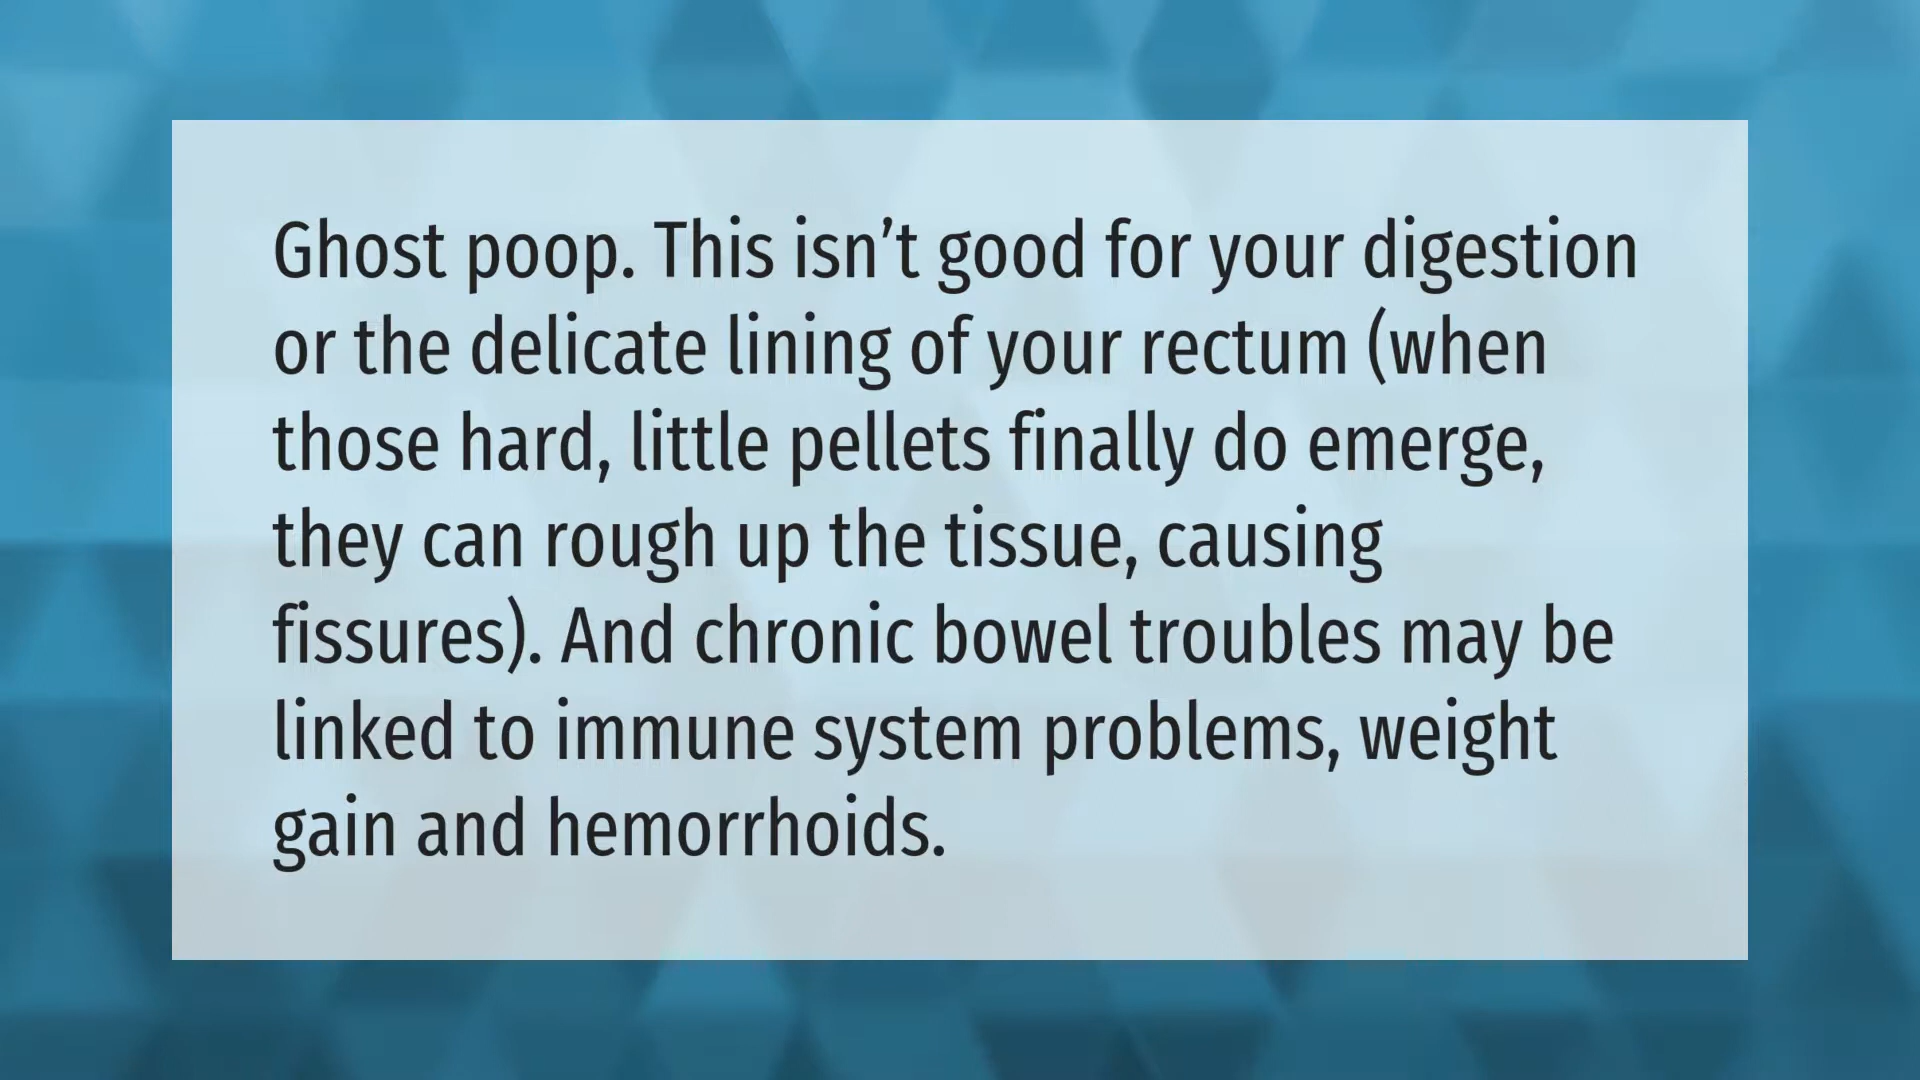 Ghost poop. This isn’t good for your digestion
or the delicate lining of your rectum (when
those hard, little pellets finally do emerge,
they can rough up the tissue, causing
fissures). And chronic bowel troubles may be
linked to immune system problems, weight
gain and hemorrhoids.